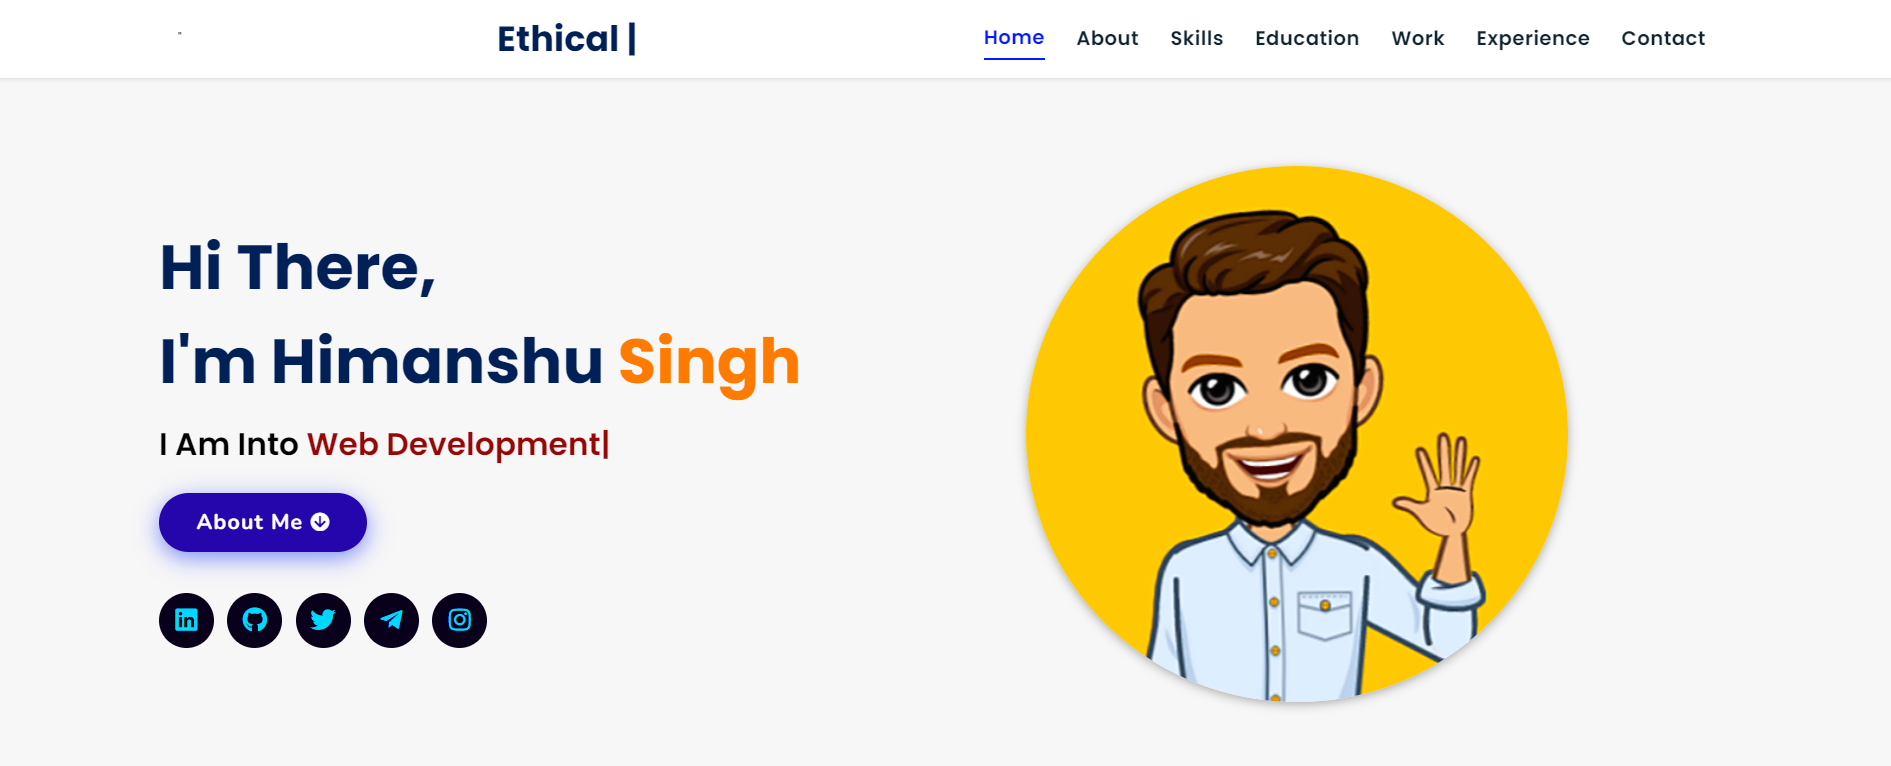 Ethical |
Home About Skills Education Work Experience Contact
Hi There,
I'm Himanshu Singh
I Am Into Web Development|
About Me